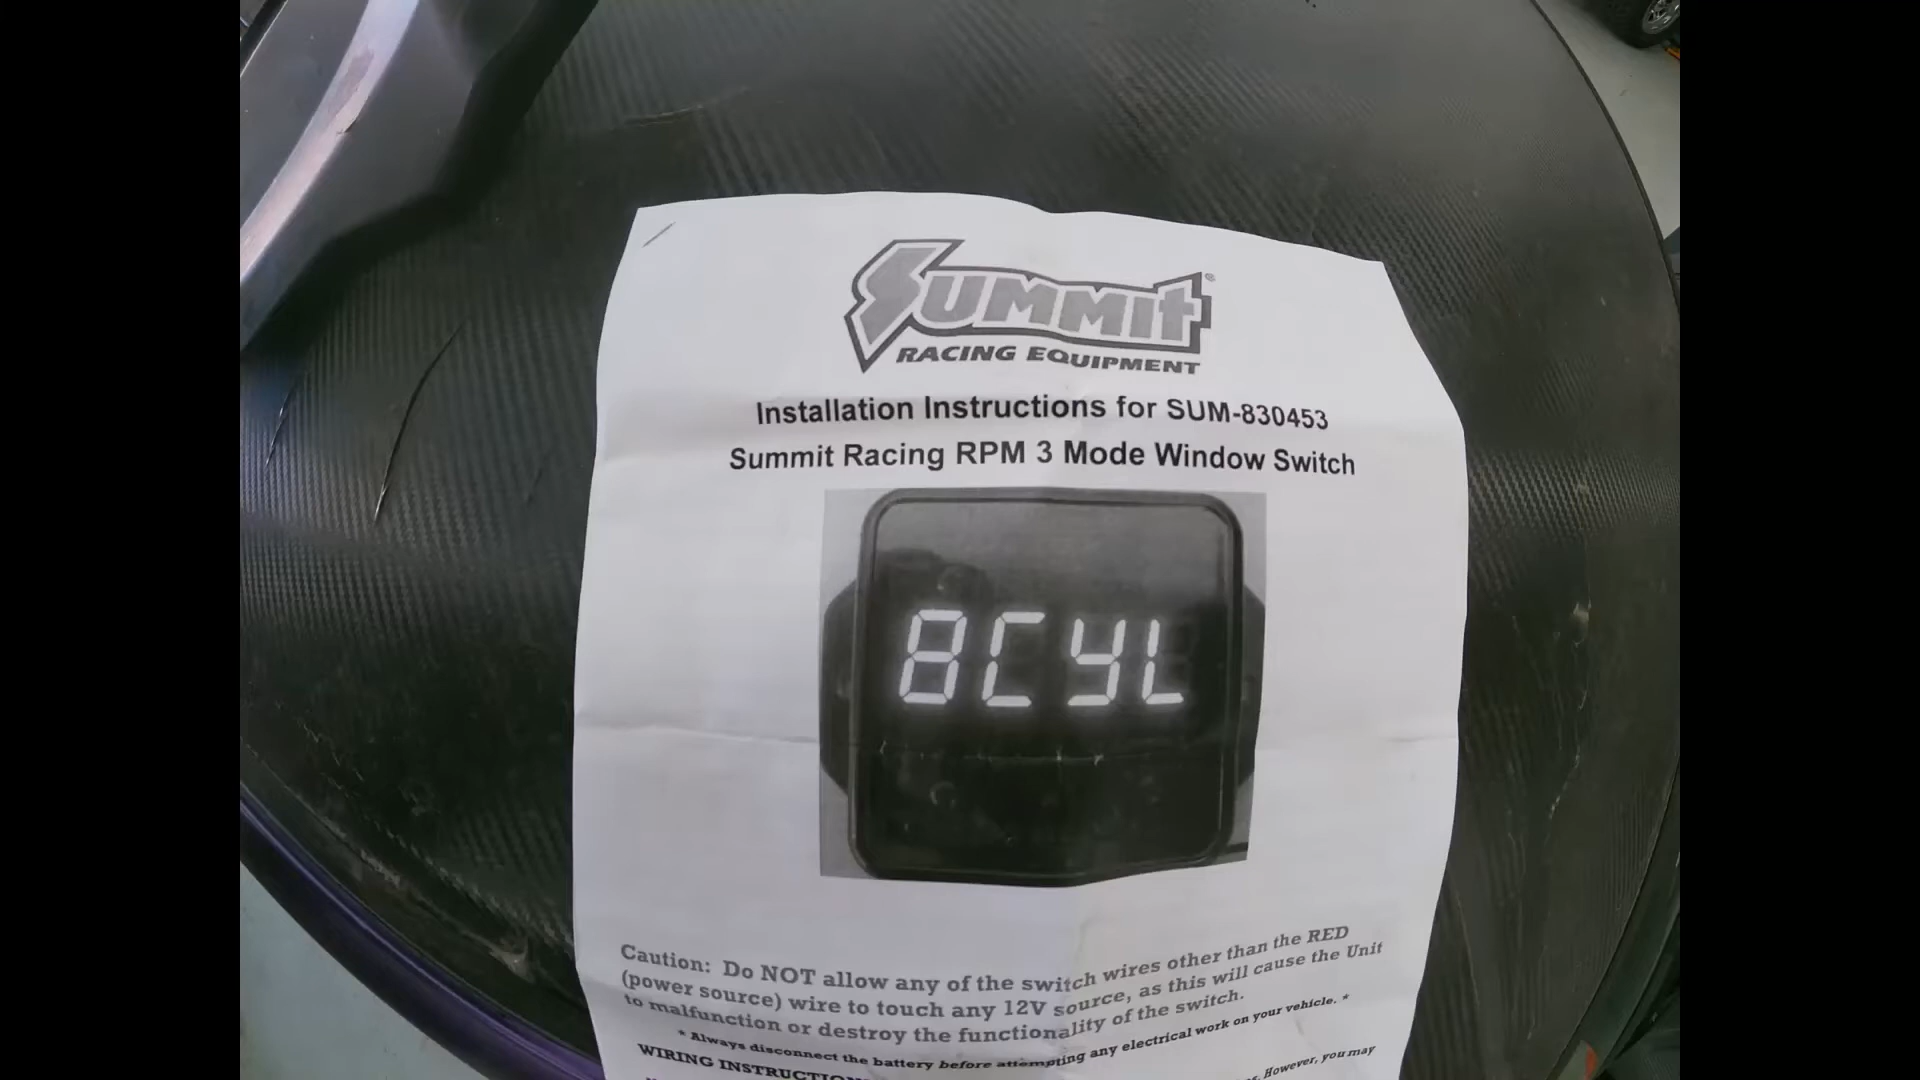 Summit®
RACING EQUIPMENT
Installation Instructions for SUM-830453
Summit Racing RPM 3 Mode Window Switch
8CYL
Caution: Do NOT allow any of the switch wires other than the RED
(power source) wire to touch any 12V source, as this will cause the Unit
to malfunction or destroy the functionality of the switch.
* Always disconnect the battery before attempting any electrical work on your vehicle. *
WIRING
However, you may